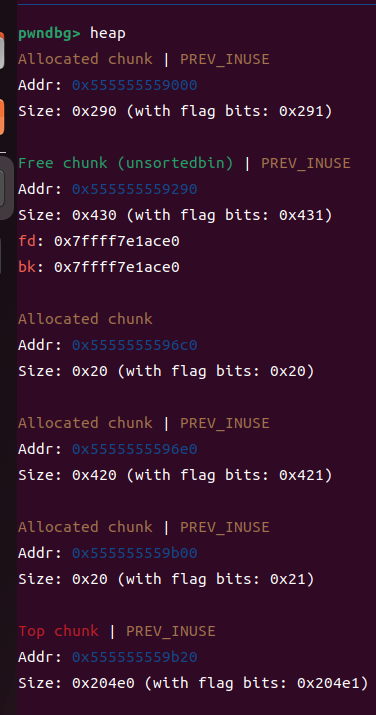 pwndbg> heap
Allocated chunk | PREV_INUSE
Addr: 0x555555559000
Size: 0x290 (with flag bits: 0x291)
Free chunk (unsortedbin) | PREV_INUSE
Addr: 0x555555559290
Size: 0x430 (with flag bits: 0x431)
fd: 0x7ffff7e1ace0
bk: 0x7ffff7e1ace0
Allocated chunk
Addr: 0x5555555596c0
Size: 0x20 (with flag bits: 0x20)
Allocated chunk | PREV_INUSE
Addr: 0x5555555596e0
Size: 0x420 (with flag bits: 0x421)
Allocated chunk | PREV_INUSE
Addr: 0x555555559b00
Size: 0x20 (with flag bits: 0x21)
Top chunk | PREV_INUSE
Addr: 0x555555559b20
Size: 0x204e0 (with flag bits: 0x204e1)